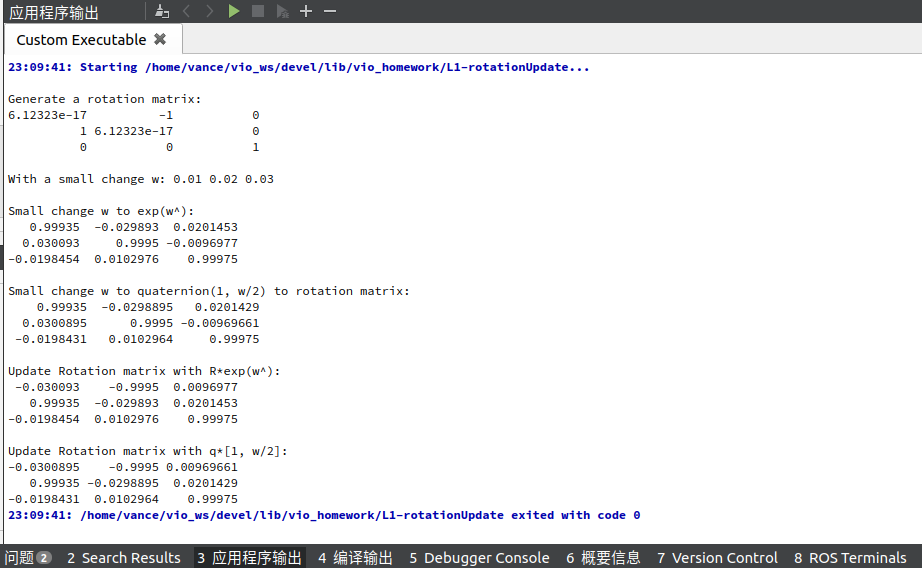 应用程序输出
Custom Executable
23:09:41: Starting /home/vance/vio_ws/devel/lib/vio_homework/L1-rotationUpdate...
Generate a rotation matrix:
6.12323e-17 -1 0
1 6.12323e-17 0
0 0 1
With a small change w: 0.01 0.02 0.03
Small change w to exp(w^):
0.99935 -0.029893 0.0201453
0.030093 0.9995 -0.0096977
-0.0198454 0.0102976 0.99975
Small change w to quaternion(1, w/2) to rotation matrix:
0.99935 -0.0298895 0.0201429
0.0300895 0.9995 -0.00969661
-0.0198431 0.0102964 0.99975
Update Rotation matrix with R*exp(w^):
-0.030093 -0.9995 0.0096977
0.99935 -0.029893 0.0201453
-0.0198454 0.0102976 0.99975
Update Rotation matrix with q*[1, w/2]:
-0.0300895 -0.9995 0.00969661
0.99935 -0.0298895 0.0201429
-0.0198431 0.0102964 0.99975
23:09:41: /home/vance/vio_ws/devel/lib/vio_homework/L1-rotationUpdate exited with code 0
问题 2 2 Search Results 3 应用程序输出 4 编译输出 5 Debugger Console 6 概要信息 7 Version Control 8 ROS Terminals